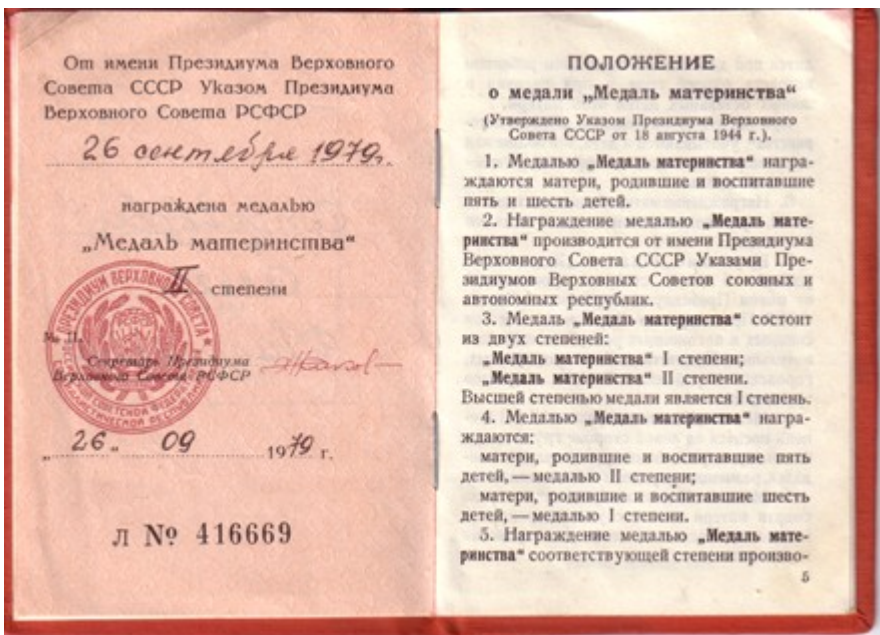 От имени Президиума Верховного
Совета СССР Указом Президиума
Верховного Совета РСФСР
26 сентября 1979.
награждена медалью
„Медаль материнства“
II степени
ПРЕЗИДИУМ ВЕРХОВНОГО СОВЕТА
№ П.
Секретарь Президиума
Верховного Совета РСФСР
„26„ 09 1979 г.
Л № 416669
ПОЛОЖЕНИЕ
о медали „Медаль материнства“
(Утверждено Указом Президиума Верховного
Совета СССР от 18 августа 1944 г.).
1. Медалью „Медаль материнства“ награ-
ждаются матери, родившие и воспитавшие
пять и шесть детей.
2. Награждение медалью „Медаль мате-
ринства“ производится от имени Президиума
Верховного Совета СССР Указами Пре-
зидиумов Верховных Советов союзных и
автономных республик.
3. Медаль „Медаль материнства“ состоит
из двух степеней:
„Медаль материнства“ I степени;
„Медаль материнства“ II степени.
Высшей степенью медали является I степень.
4. Медалью „Медаль материнства“ награ-
ждаются:
матери, родившие и воспитавшие пять
детей, — медалью II степени;
матери, родившие и воспитавшие шесть
детей, — медалью I степени.
5. Награждение медалью „Медаль мате-
ринства“ соответствующей степени произво-
5